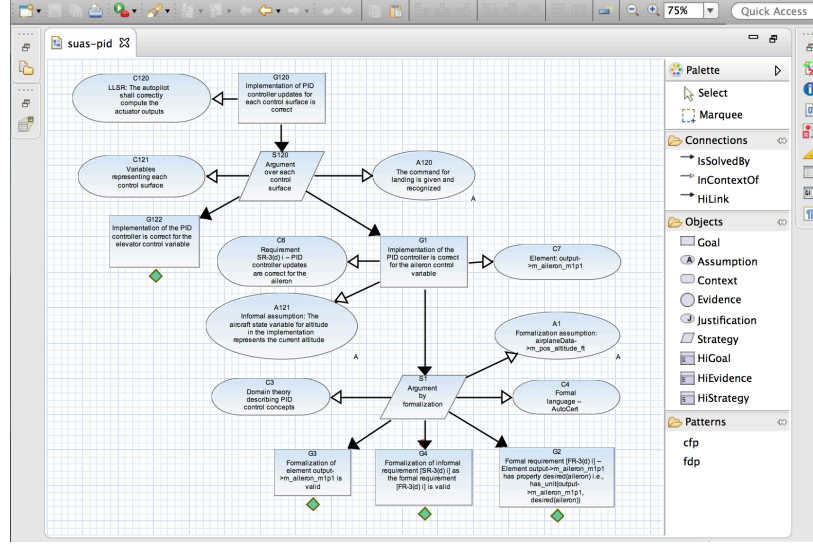 75%
Quick Access
suas-pid
C120
LLSR: The autopilot
shall correctly
compute the
actuator outputs
G120
Implementation of PID
controller updates for
each control surface is
correct
C121
Variables
representing each
control surface
S120
Argument
over each
control
surface
A120
The command for
landing is given and
recognized
A
G122
Implementation of the PID
controller is correct for the
elevator control variable
C6
Requirement
SR-3(d) i – PID
controller updates
are correct for the
aileron
G1
Implementation of the
PID controller is correct
for the aileron control
variable
C7
Element: output-
>m_aileron_m1p1
A121
Informal assumption: The
aircraft state variable for altitude
in the implementation
represents the current altitude
A
A1
Formalization assumption:
airplaneData-
>m_pos_altitude_ft
A
C3
Domain theory
describing PID
control concepts
S1
Argument
by
formalization
C4
Formal
language –
AutoCert
G3
Formalization of
element output-
>m_aileron_m1p1 is
valid
G4
Formalization of informal
requirement [SR-3(d) i] as
the formal requirement
[FR-3(d) i] is valid
G2
Formal requirement [FR-3(d) i] –
Element output->m_aileron_m1p1
has property desired(aileron) i.e.,
has_unit(output-
>m_aileron_m1p1,
desired(aileron))
Palette
Select
Marquee
Connections
IsSolvedBy
InContextOf
HiLink
Objects
Goal
Assumption
Context
Evidence
Justification
Strategy
HiGoal
HiEvidence
HiStrategy
Patterns
cfp
fdp